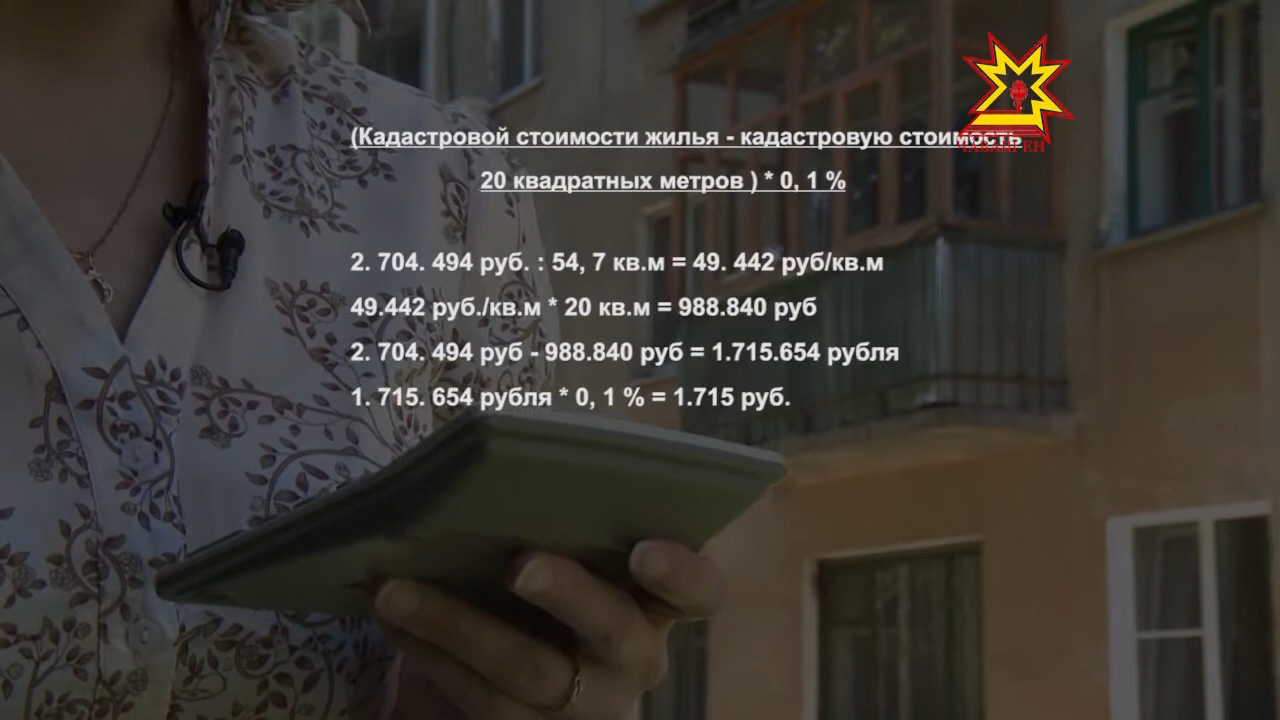 (Кадастровой стоимости жилья - кадастровую стоимость
20 квадратных метров ) * 0, 1 %
2. 704. 494 руб. : 54, 7 кв.м = 49. 442 руб/кв.м
49.442 руб./кв.м * 20 кв.м = 988.840 руб
2. 704. 494 руб - 988.840 руб = 1.715.654 рубля
1. 715. 654 рубля * 0, 1 % = 1.715 руб.